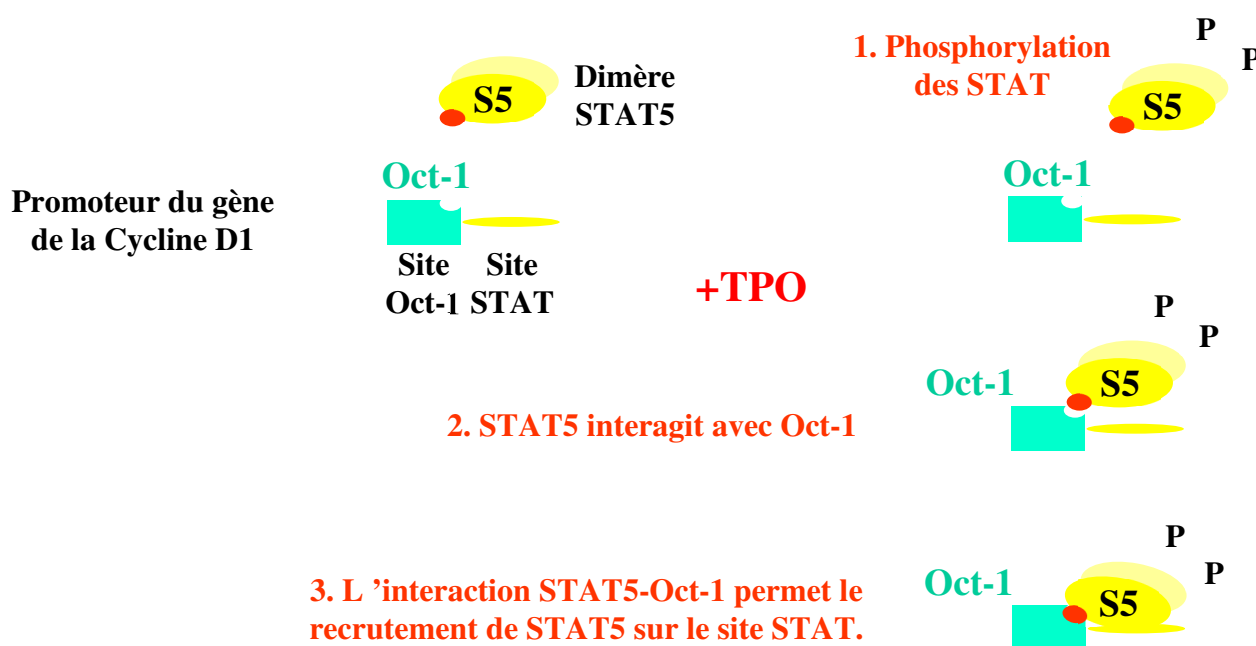 1. Phosphorylation
des STAT
P
P
S5
Dimère
STAT5
S5
Oct-1
Oct-1
Promoteur du gène
de la Cycline D1
Site Site
Oct-1 STAT
+TPO
P
P
Oct-1
S5
2. STAT5 interagit avec Oct-1
P
P
Oct-1
S5
3. L ’interaction STAT5-Oct-1 permet le
recrutement de STAT5 sur le site STAT.